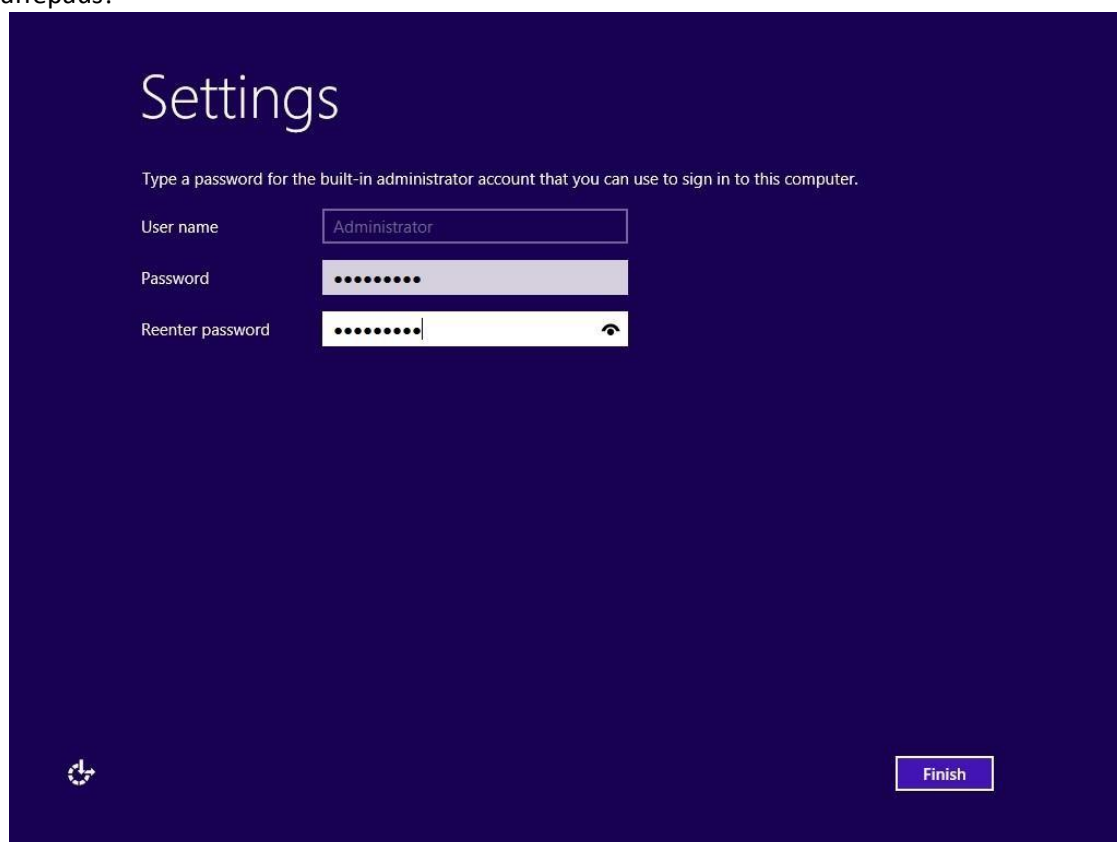 Settings
Type a password for the built-in administrator account that you can use to sign in to this computer.
User name Administrator
Password •••••••••
Reenter password •••••••••
Finish